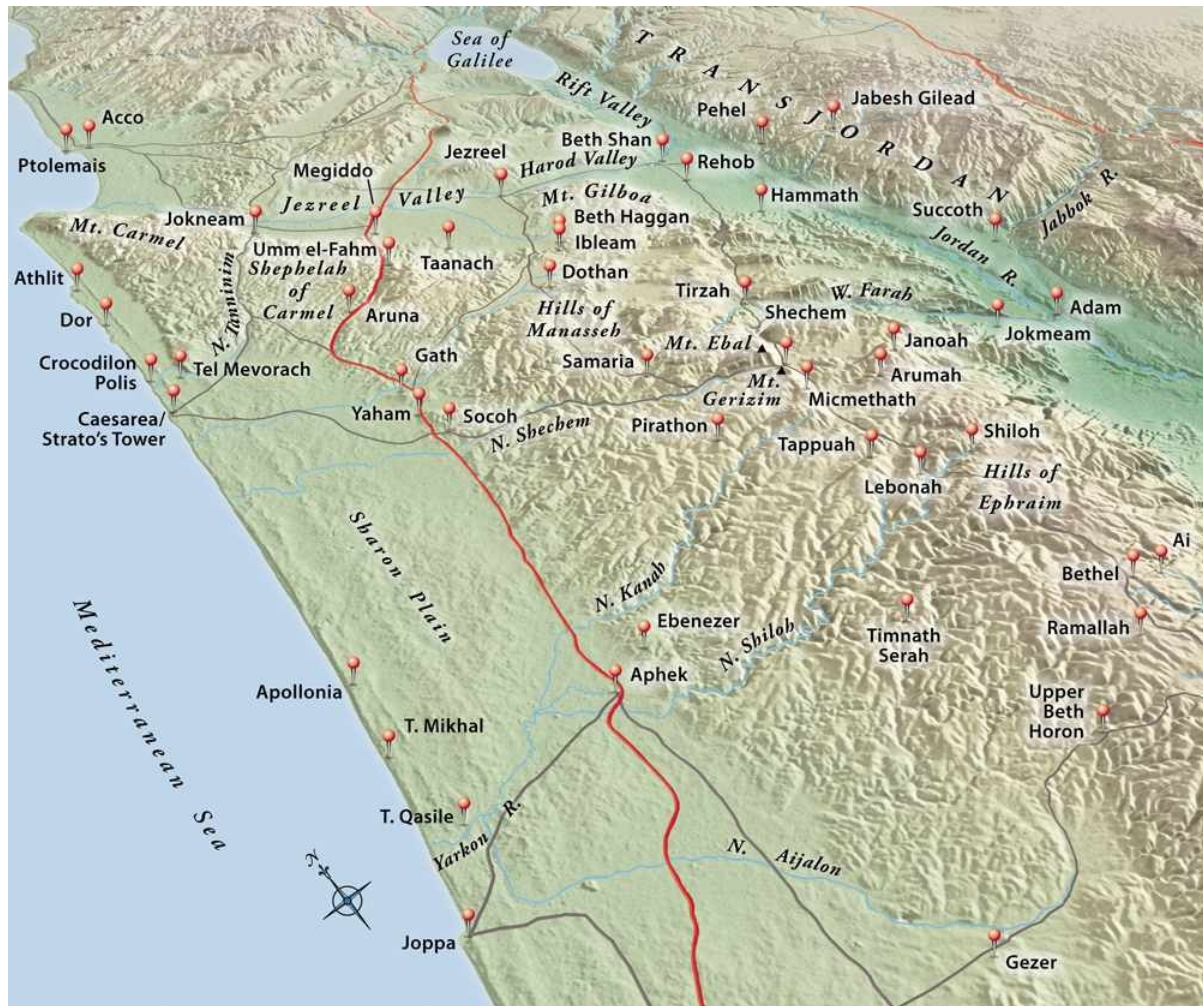 Sea of
Galilee
TRANSJORDAN
Rift Valley
Pehel
Jabesh Gilead
Acco
Ptolemais
Beth Shan
Jezreel
Harod Valley
Rehob
Megiddo
Jezreel Valley
Mt. Gilboa
Hammath
Jokneam
Beth Haggan
Succoth
Jabbok R.
Mt. Carmel
Umm el-Fahm
Ibleam
Taanach
Jordan R.
Athlit
Shephelah
of
Carmel
Dothan
N. Tanninim
Aruna
Tirzah
W. Farah
Adam
Dor
Hills of
Manasseh
Shechem
Jokmeam
Janoah
Mt. Ebal
Crocodilon
Polis
Tel Mevorach
Gath
Samaria
Arumah
Mt.
Gerizim
Micmethath
Caesarea/
Strato's Tower
Yaham
Socoh
N. Shechem
Pirathon
Tappuah
Shiloh
Lebonah
Hills of
Ephraim
Sharon Plain
Ai
Bethel
N. Kanah
Ebenezer
N. Shiloh
Timnath
Serah
Ramallah
Mediterranean Sea
Apollonia
Aphek
Upper
Beth
Horon
T. Mikhal
T. Qasile
Yarkon R.
N. Aijalon
N
Joppa
Gezer